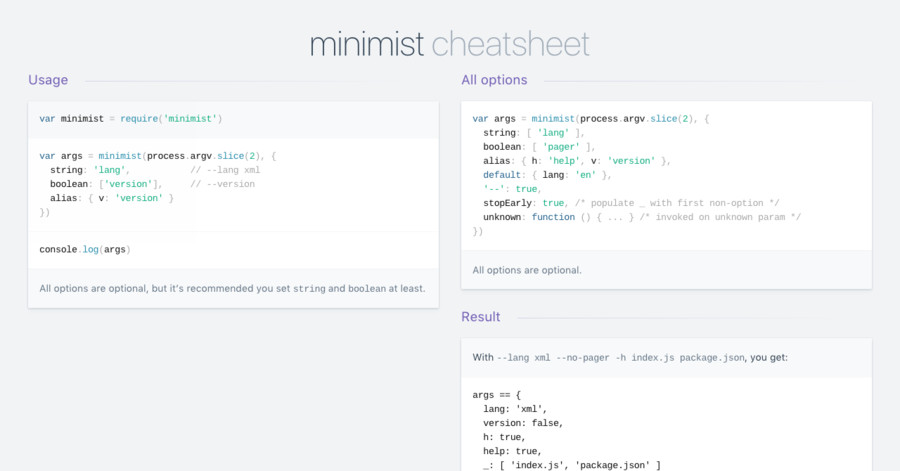 minimist cheatsheet
Usage
var minimist = require('minimist')
var args = minimist(process.argv.slice(2), {
  string: 'lang',           // --lang xml
  boolean: ['version'],     // --version
  alias: { v: 'version' }
})
console.log(args)
All options are optional, but it's recommended you set string and boolean at least.
All options
var args = minimist(process.argv.slice(2), {
  string: [ 'lang' ],
  boolean: [ 'pager' ],
  alias: { h: 'help', v: 'version' },
  default: { lang: 'en' },
  '--': true,
  stopEarly: true, /* populate _ with first non-option */
  unknown: function () { ... } /* invoked on unknown param */
})
All options are optional.
Result
With --lang xml --no-pager -h index.js package.json, you get:
args == {
  lang: 'xml',
  version: false,
  h: true,
  help: true,
  _: [ 'index.js', 'package.json' ]